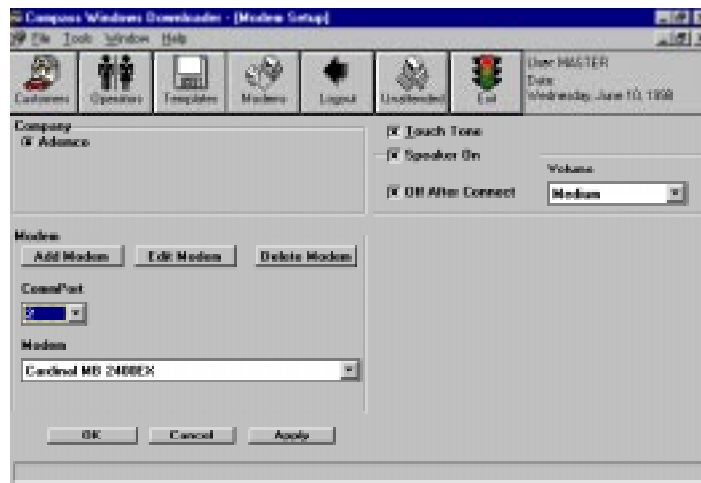 Compass Windows Downloader - [Modem Setup]
File Tools Window Help
Customers Operators Templates Modems Logout Unattended Exit
User MASTER
Date
Wednesday, June 10, 1998
Company
Ademco
Touch Tone
Speaker On
Off After Connect
Volume
Medium
Modem
Add Modem Edit Modem Delete Modem
CommPort
2
Modem
Cardinal MB 2400EX
OK Cancel Apply